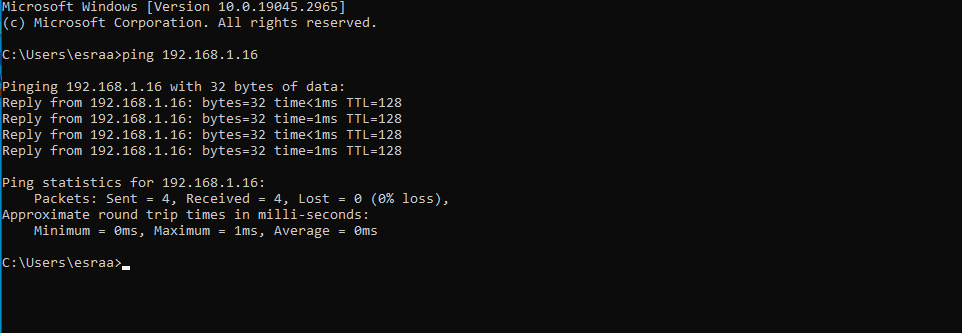 Microsoft Windows [Version 10.0.19045.2965]
(c) Microsoft Corporation. All rights reserved.
C:\Users\esraa>ping 192.168.1.16
Pinging 192.168.1.16 with 32 bytes of data:
Reply from 192.168.1.16: bytes=32 time<1ms TTL=128
Reply from 192.168.1.16: bytes=32 time=1ms TTL=128
Reply from 192.168.1.16: bytes=32 time<1ms TTL=128
Reply from 192.168.1.16: bytes=32 time=1ms TTL=128
Ping statistics for 192.168.1.16:
    Packets: Sent = 4, Received = 4, Lost = 0 (0% loss),
Approximate round trip times in milli-seconds:
    Minimum = 0ms, Maximum = 1ms, Average = 0ms
C:\Users\esraa>